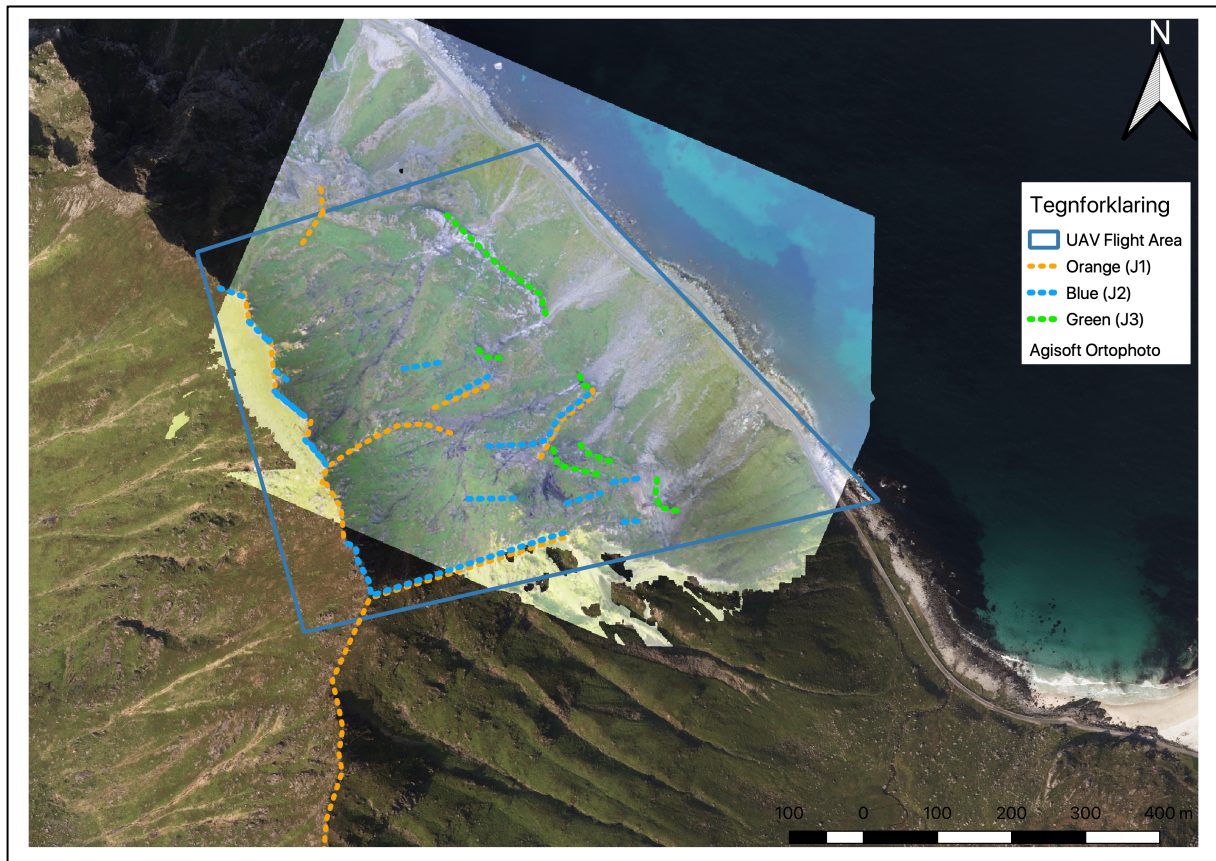 N
Tegnforklaring
UAV Flight Area
Orange (J1)
Blue (J2)
Green (J3)
Agisoft Ortophoto
100 0 100 200 300 400 m